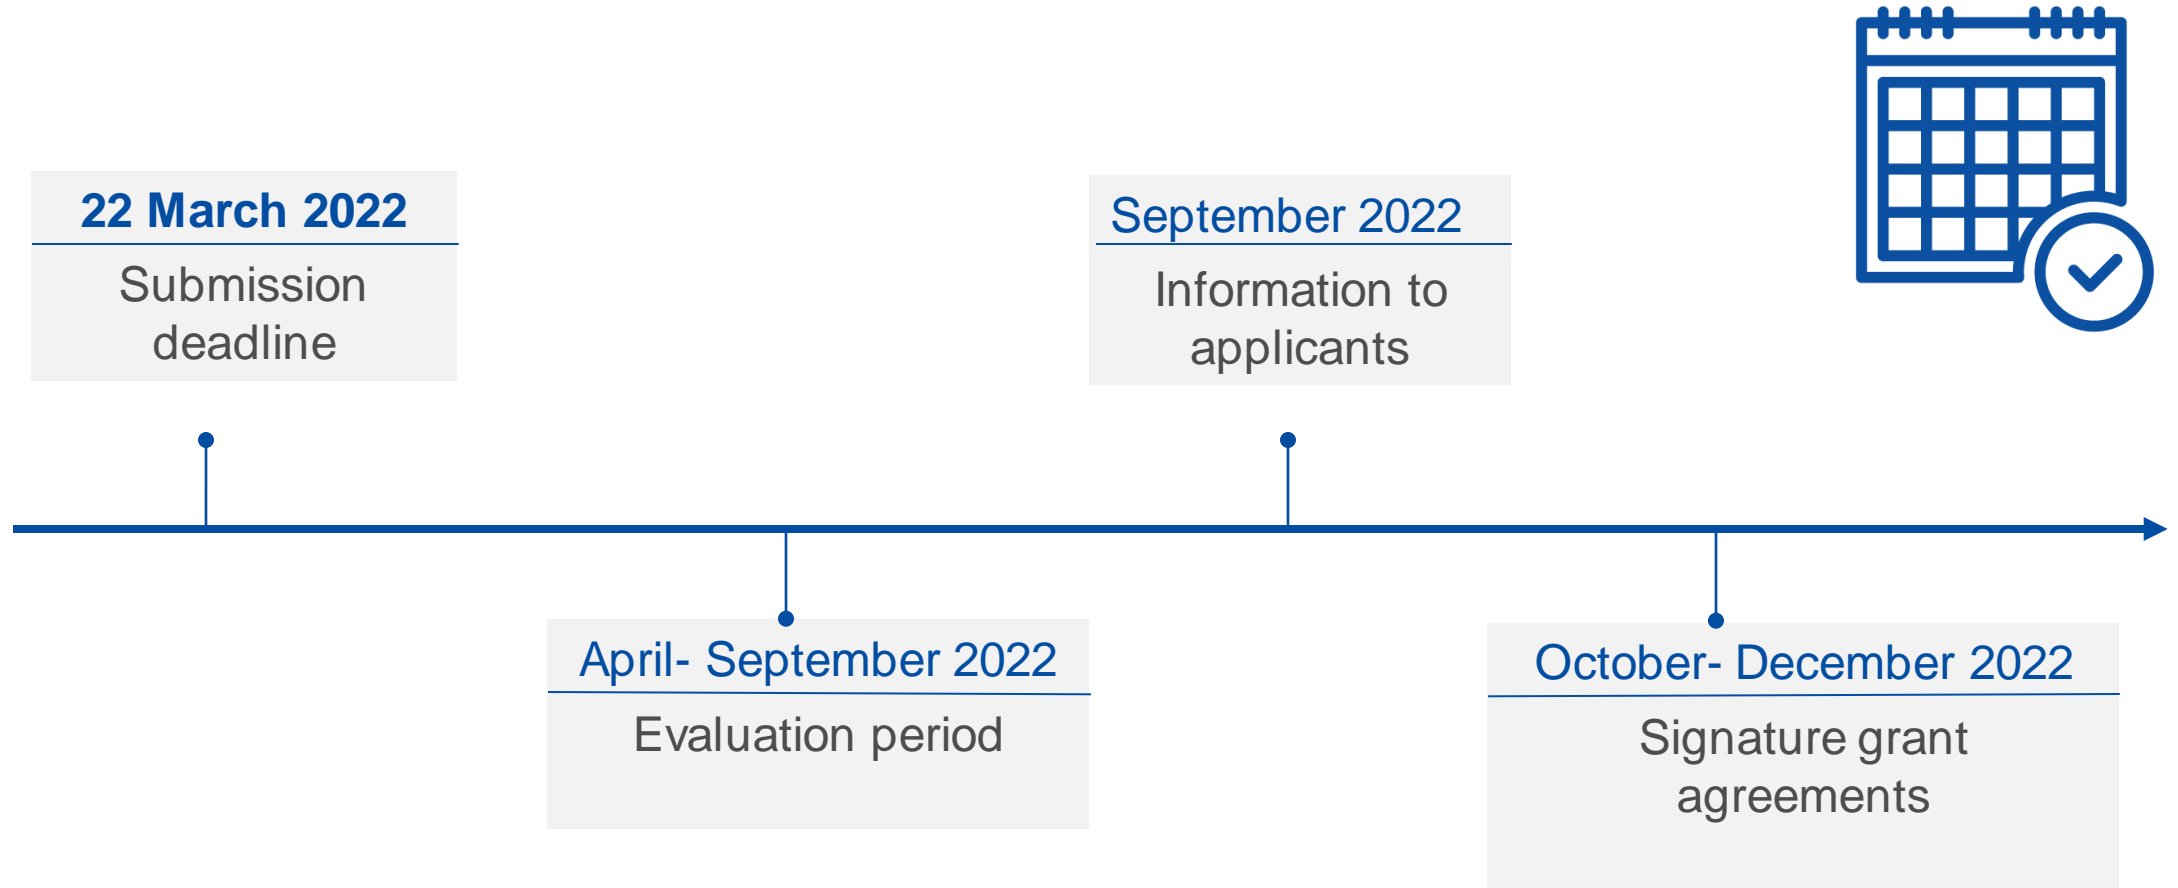 22 March 2022
Submission
deadline
September 2022
Information to
applicants
April- September 2022
Evaluation period
October- December 2022
Signature grant
agreements